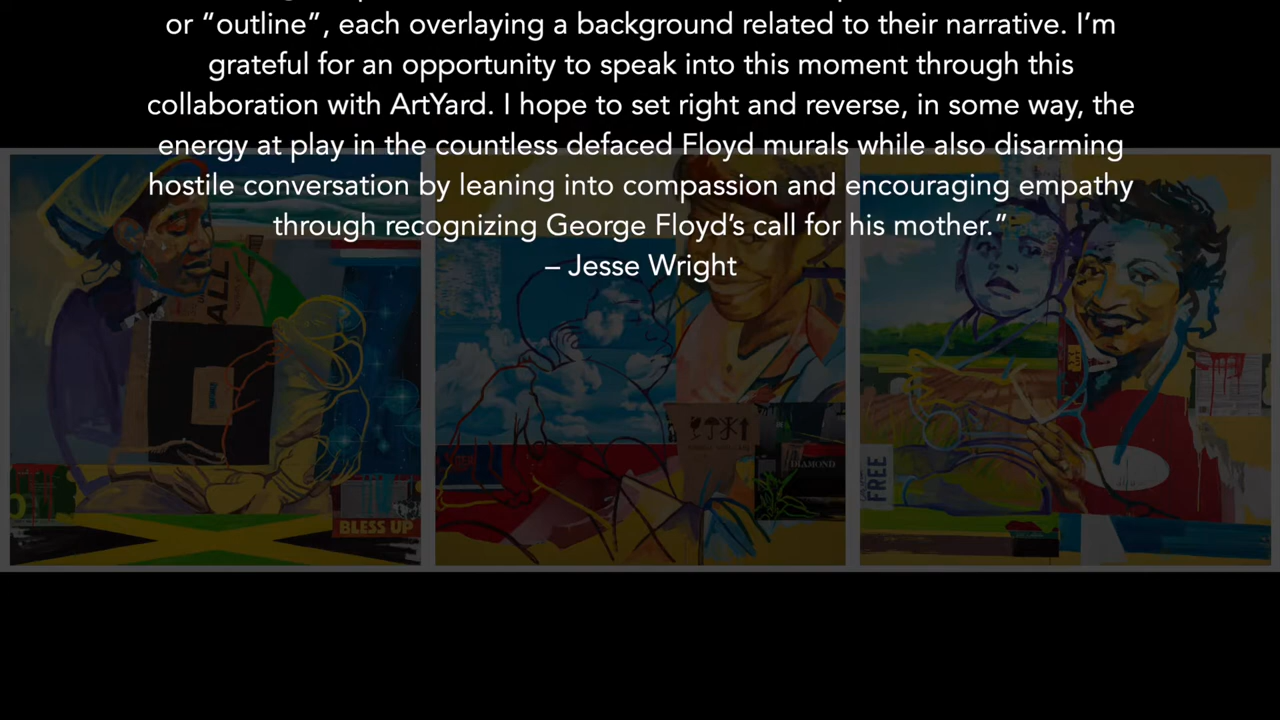 or “outline”, each overlaying a background related to their narrative. I’m
grateful for an opportunity to speak into this moment through this
collaboration with ArtYard. I hope to set right and reverse, in some way, the
energy at play in the countless defaced Floyd murals while also disarming
hostile conversation by leaning into compassion and encouraging empathy
through recognizing George Floyd’s call for his mother.”
– Jesse Wright
ALL
DIAMOND
FREE
BLESS UP